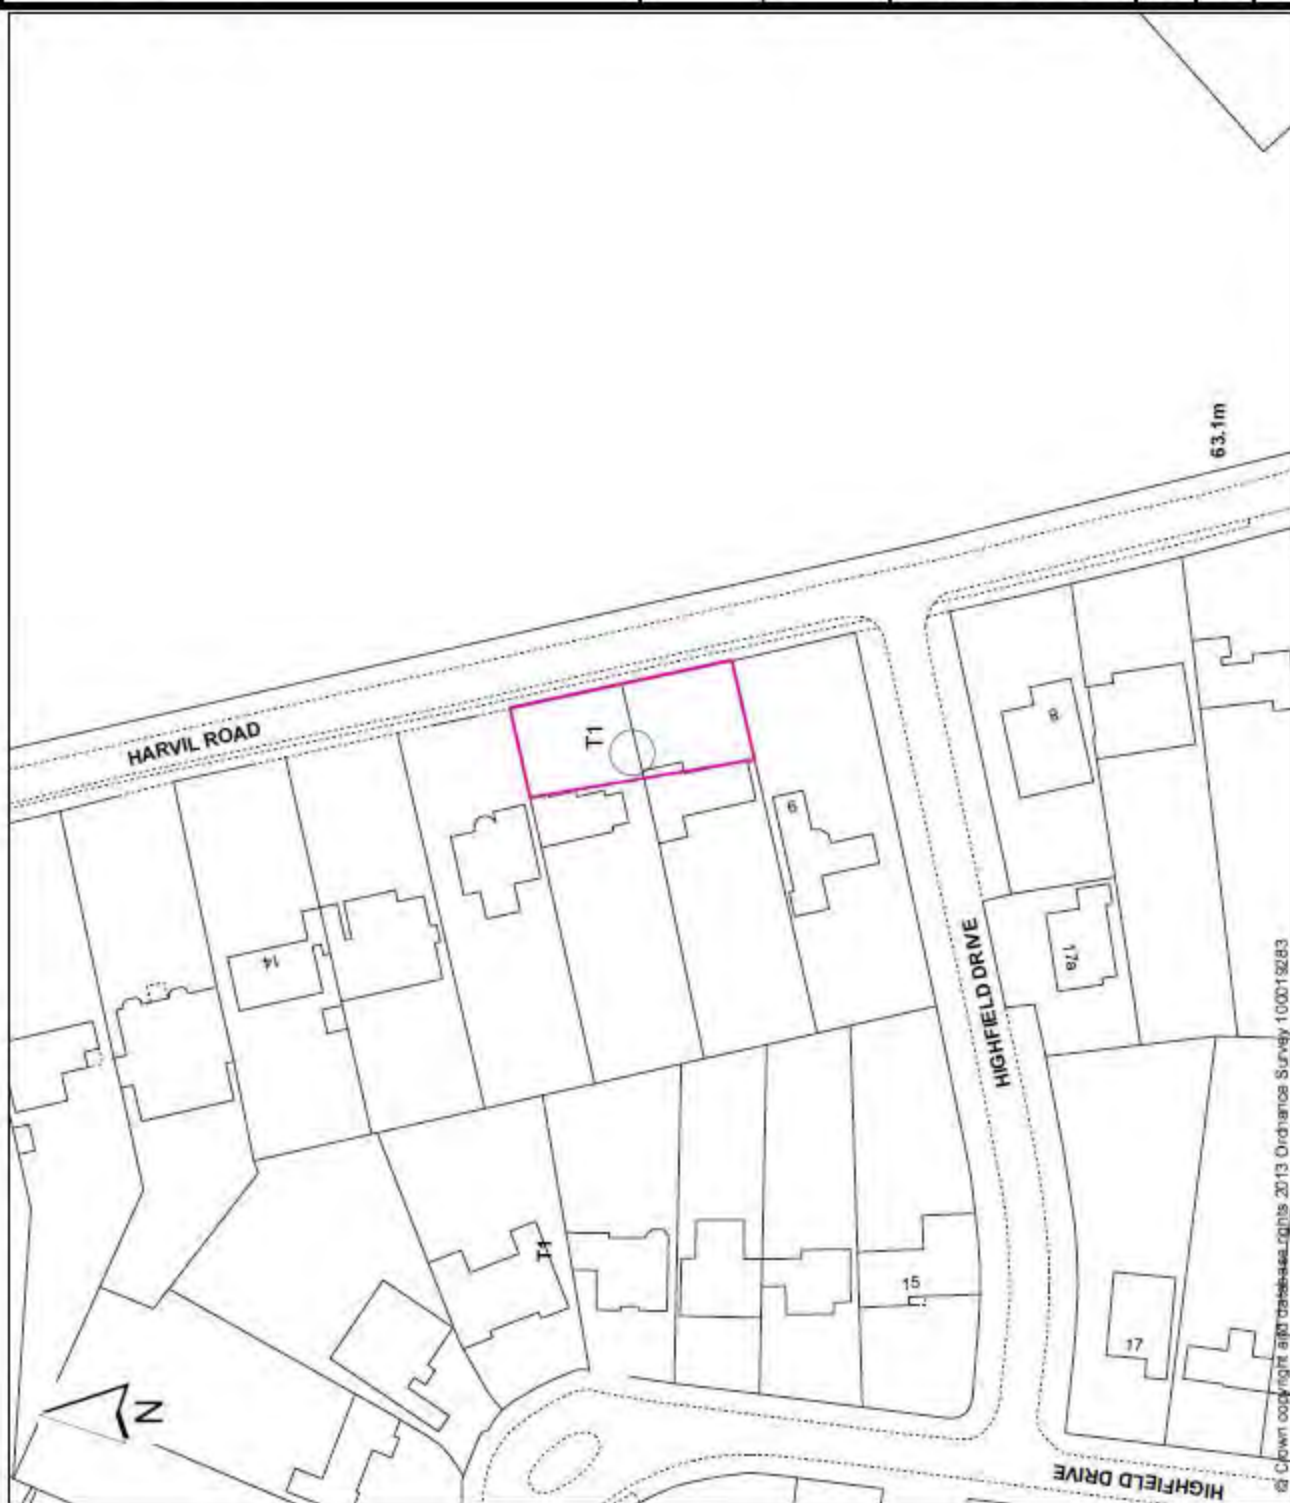 63.1m
HARVIL ROAD
T1
8
6
14
17a
HIGHFIELD DRIVE
T1
15
17
N
HIGHFIELD DRIVE
© Crown copyright and database rights 2013 Ordnance Survey 100019283